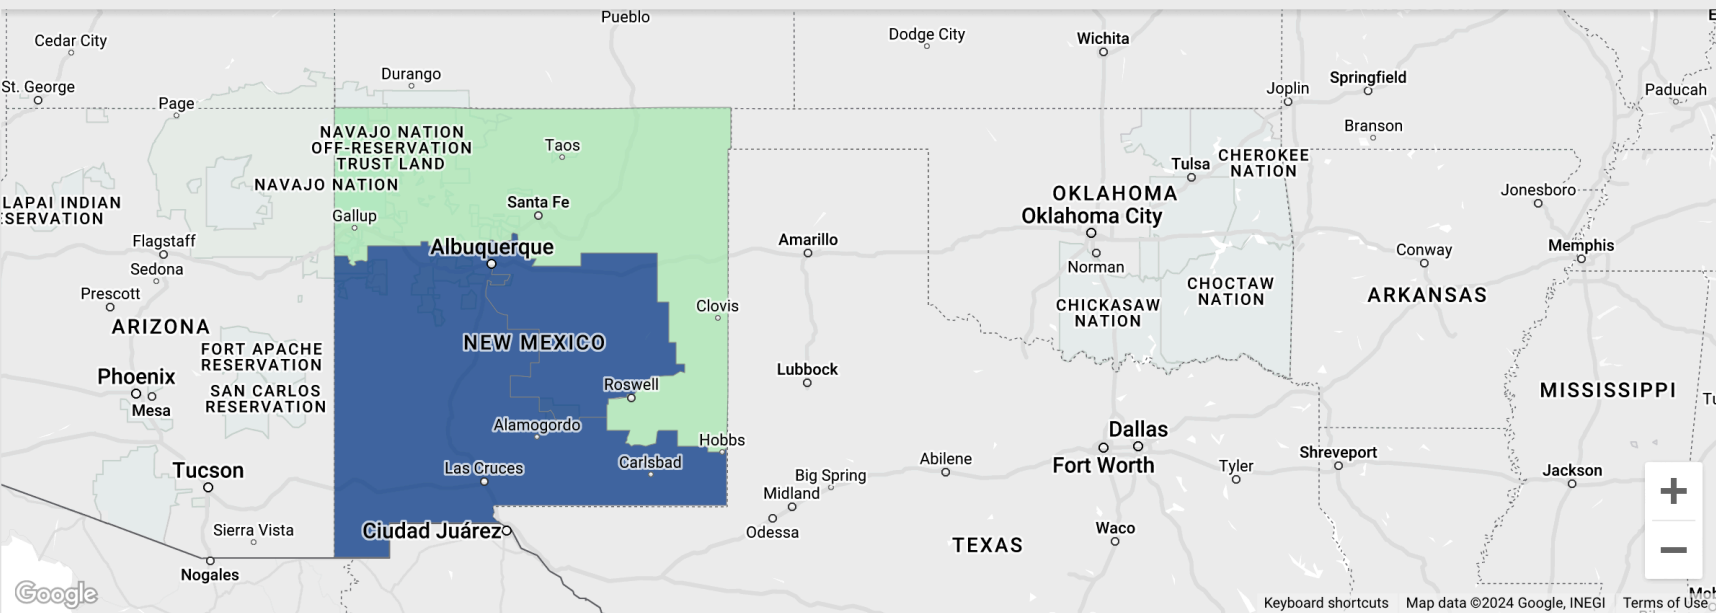 Pueblo
Cedar City
Dodge City
Wichita
Durango
Springfield
St. George
Joplin
Paducah
Page
Branson
NAVAJO NATION
OFF-RESERVATION
TRUST LAND
Taos
CHEROKEE
NATION
Tulsa
NAVAJO NATION
OKLAHOMA
Jonesboro
LAPAI INDIAN
ESERVATION
Santa Fe
Oklahoma City
Gallup
Flagstaff
Albuquerque
Amarillo
Conway
Memphis
Sedona
Norman
Prescott
CHOCTAW
NATION
ARKANSAS
Clovis
CHICKASAW
NATION
ARIZONA
NEW MEXICO
FORT APACHE
RESERVATION
Phoenix
Lubbock
Roswell
SAN CARLOS
RESERVATION
MISSISSIPPI
Mesa
Tu
Alamogordo
Dallas
Hobbs
Shreveport
Carlsbad
Abilene
Fort Worth
Tyler
Tucson
Las Cruces
Big Spring
Jackson
Midland
Sierra Vista
Ciudad Juárez
Odessa
Waco
TEXAS
Nogales
Google
Mob
Keyboard shortcuts
Map data ©2024 Google, INEGI
Terms of Use